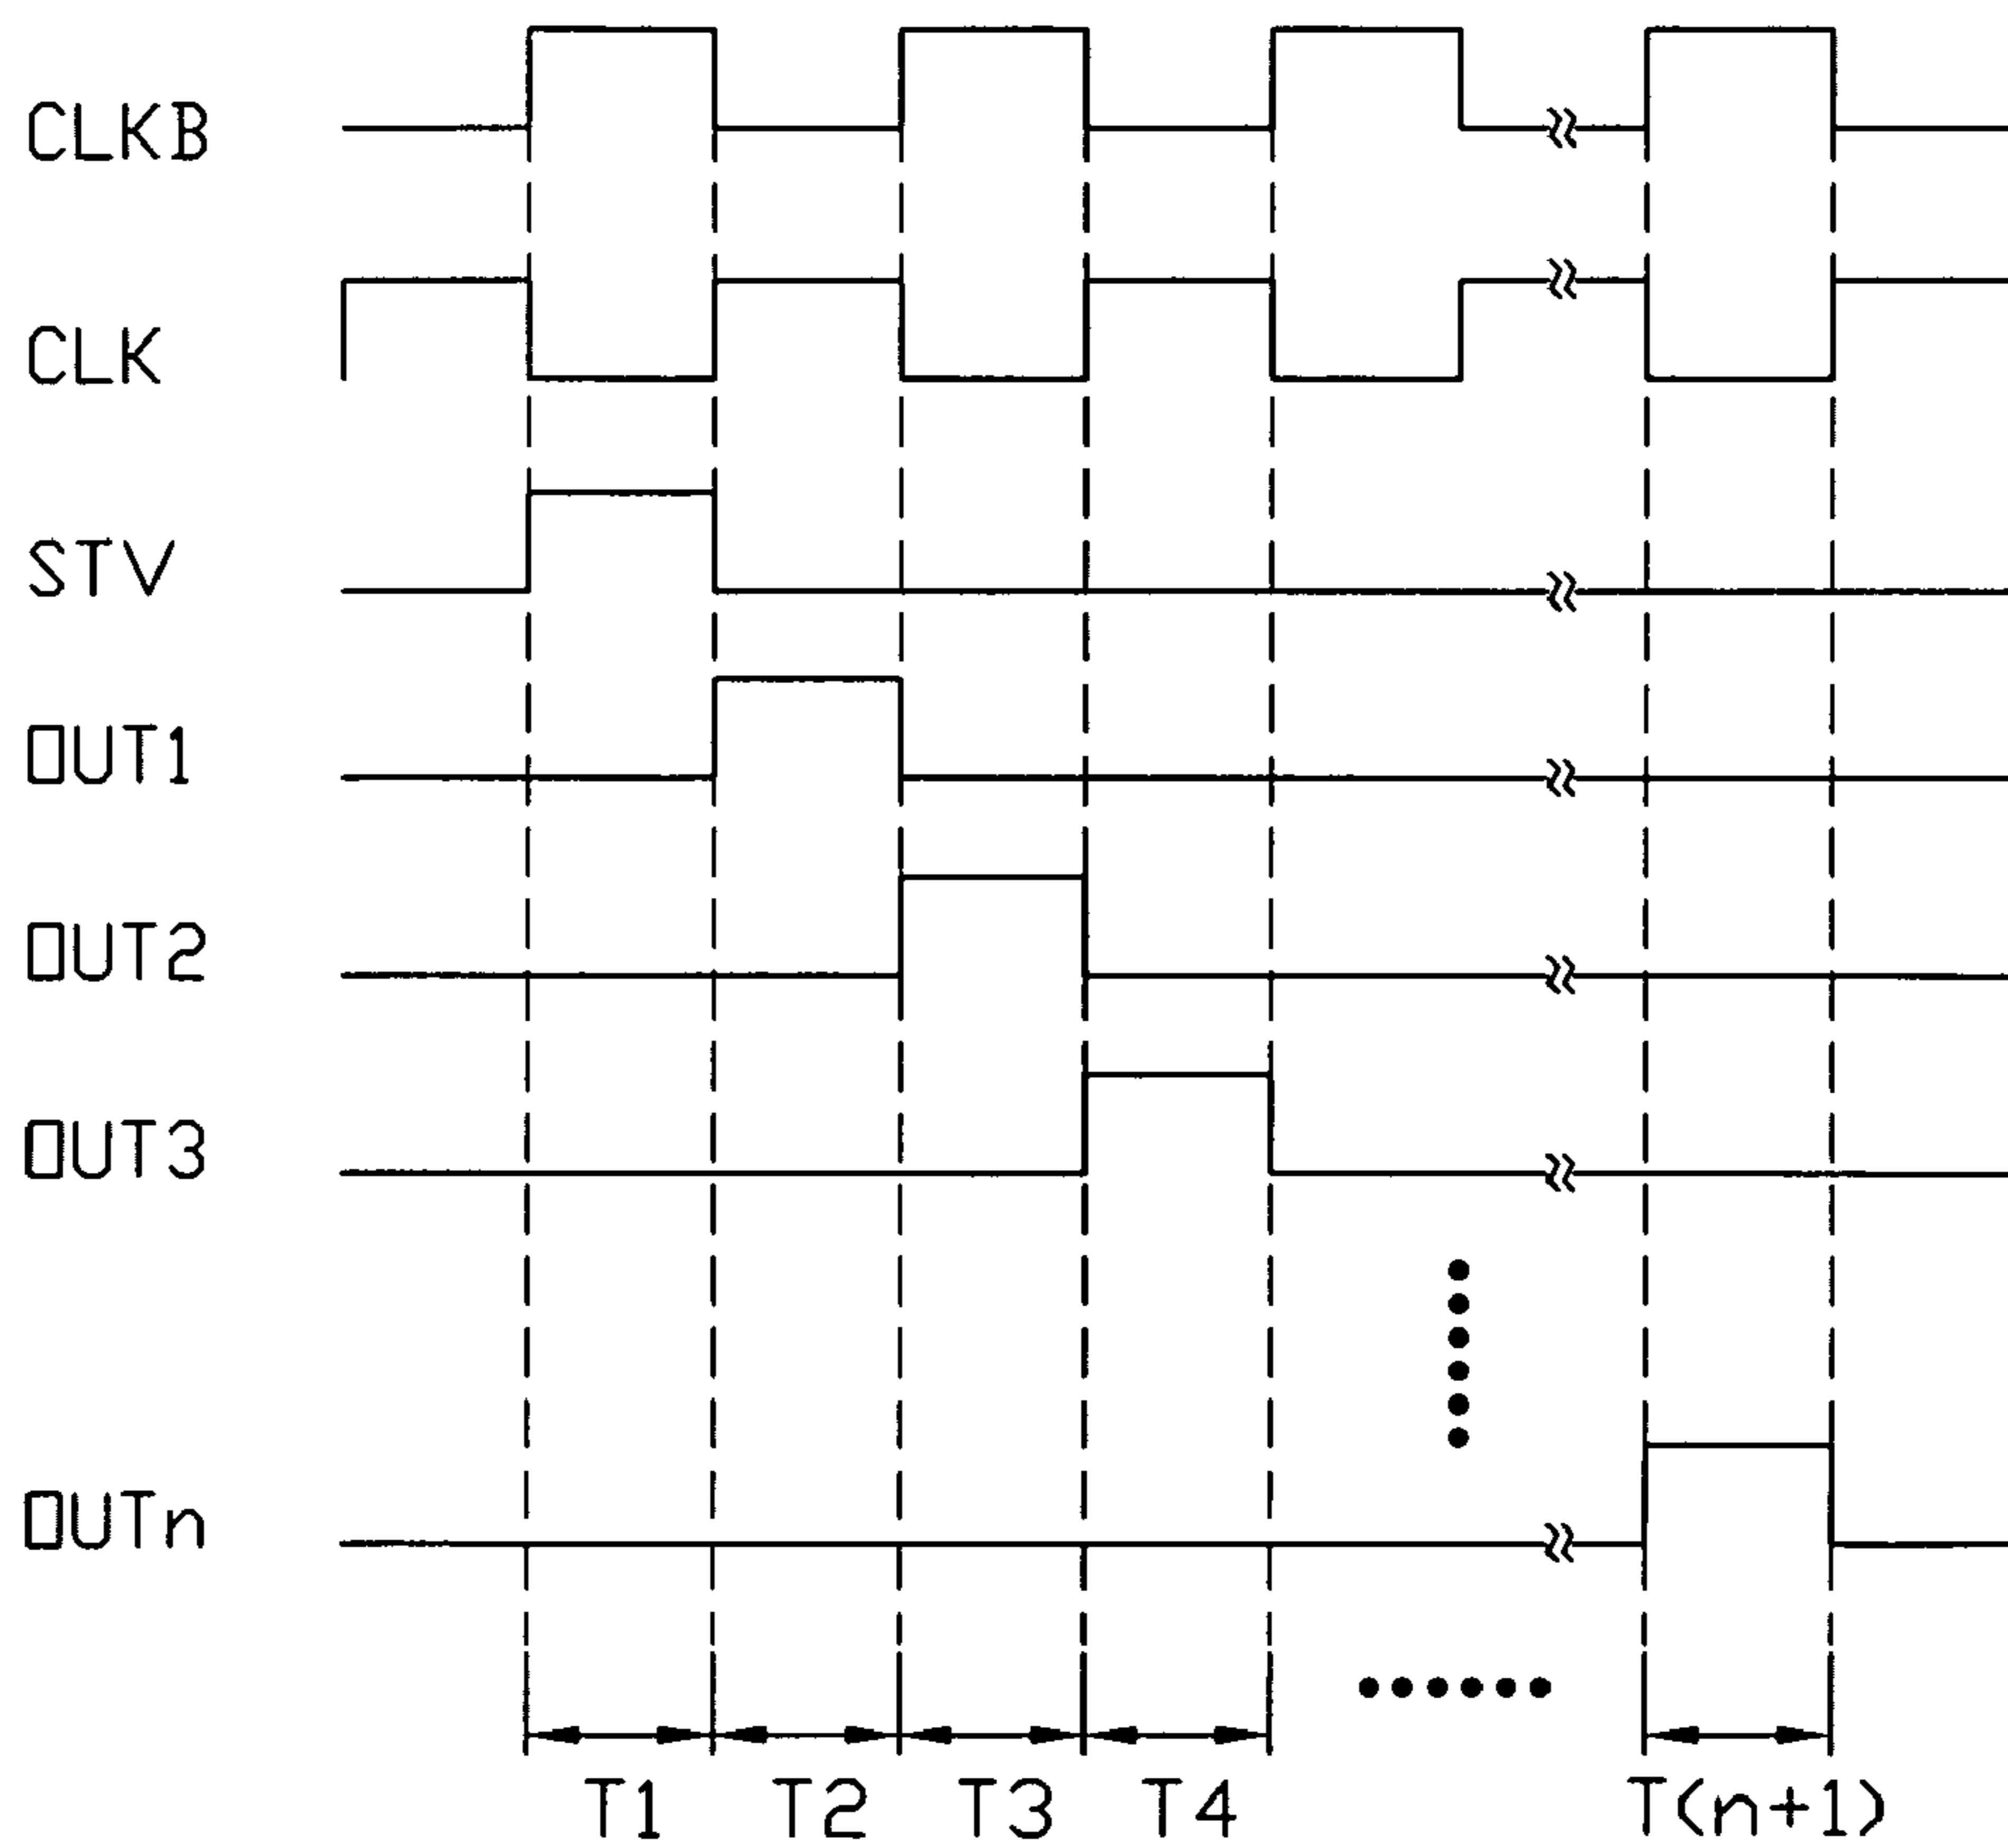 CLKB
CLK
STV
OUT1
OUT2
OUT3
OUTn
T1 T2 T3 T4 T(n+1)